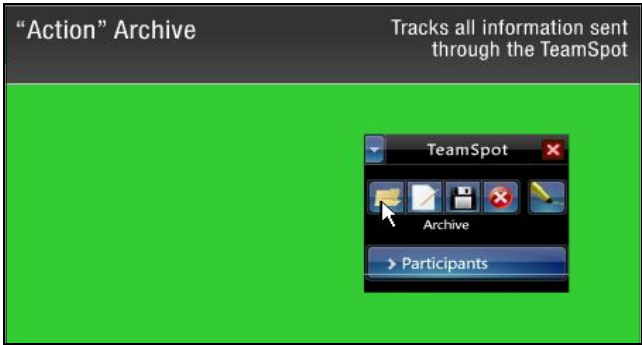 “Action” Archive
Tracks all information sent
through the TeamSpot
TeamSpot
Archive
Participants